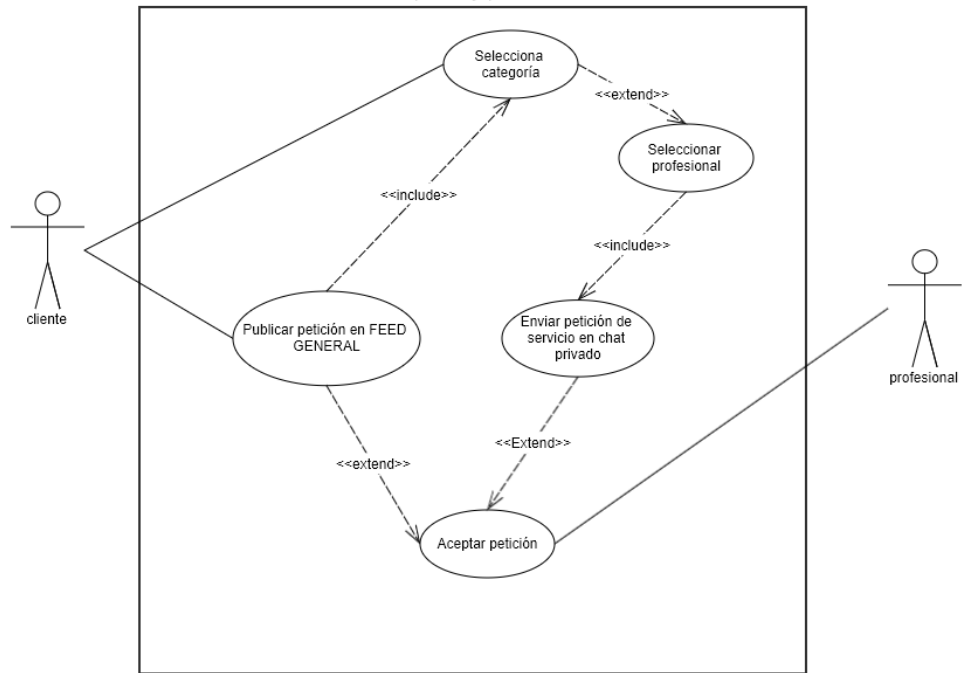 Selecciona
categoría
<<extend>>
Seleccionar
profesional
<<include>>
<<include>>
cliente
Publicar petición en FEED
GENERAL
Enviar petición de
servicio en chat
privado
profesional
<<Extend>>
<<extend>>
Aceptar petición